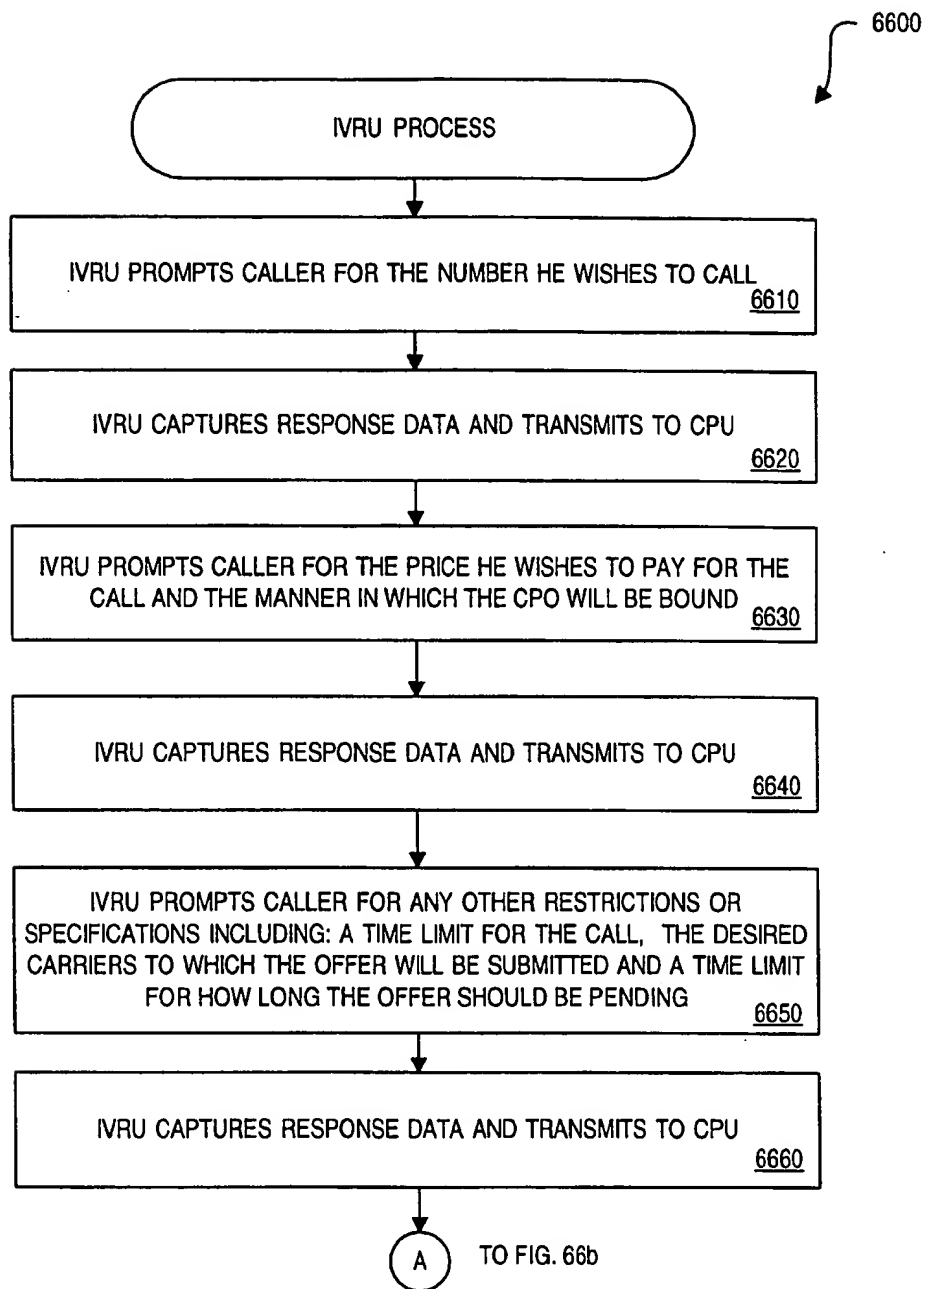 6600
IVRU PROCESS
IVRU PROMPTS CALLER FOR THE NUMBER HE WISHES TO CALL
6610
IVRU CAPTURES RESPONSE DATA AND TRANSMITS TO CPU
6620
IVRU PROMPTS CALLER FOR THE PRICE HE WISHES TO PAY FOR THE
CALL AND THE MANNER IN WHICH THE CPO WILL BE BOUND
6630
IVRU CAPTURES RESPONSE DATA AND TRANSMITS TO CPU
6640
IVRU PROMPTS CALLER FOR ANY OTHER RESTRICTIONS OR
SPECIFICATIONS INCLUDING: A TIME LIMIT FOR THE CALL, THE DESIRED
CARRIERS TO WHICH THE OFFER WILL BE SUBMITTED AND A TIME LIMIT
FOR HOW LONG THE OFFER SHOULD BE PENDING
6650
IVRU CAPTURES RESPONSE DATA AND TRANSMITS TO CPU
6660
A TO FIG. 66b